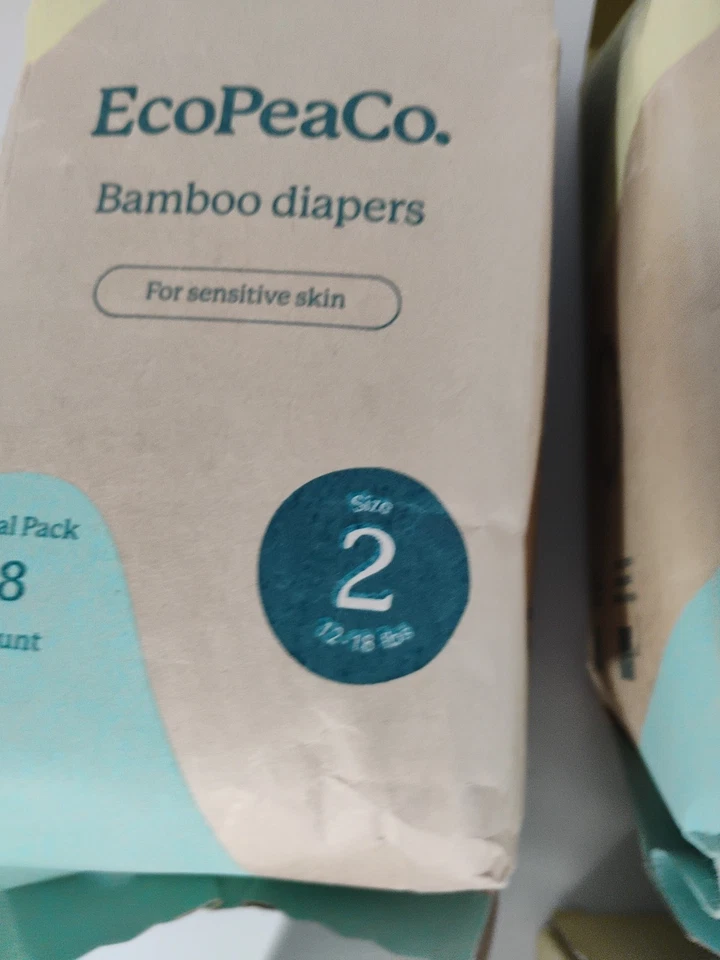 EcoPeaCo.
Bamboo diapers
For sensitive skin
al Pack
8
unt
Size
2
12-18 lbs